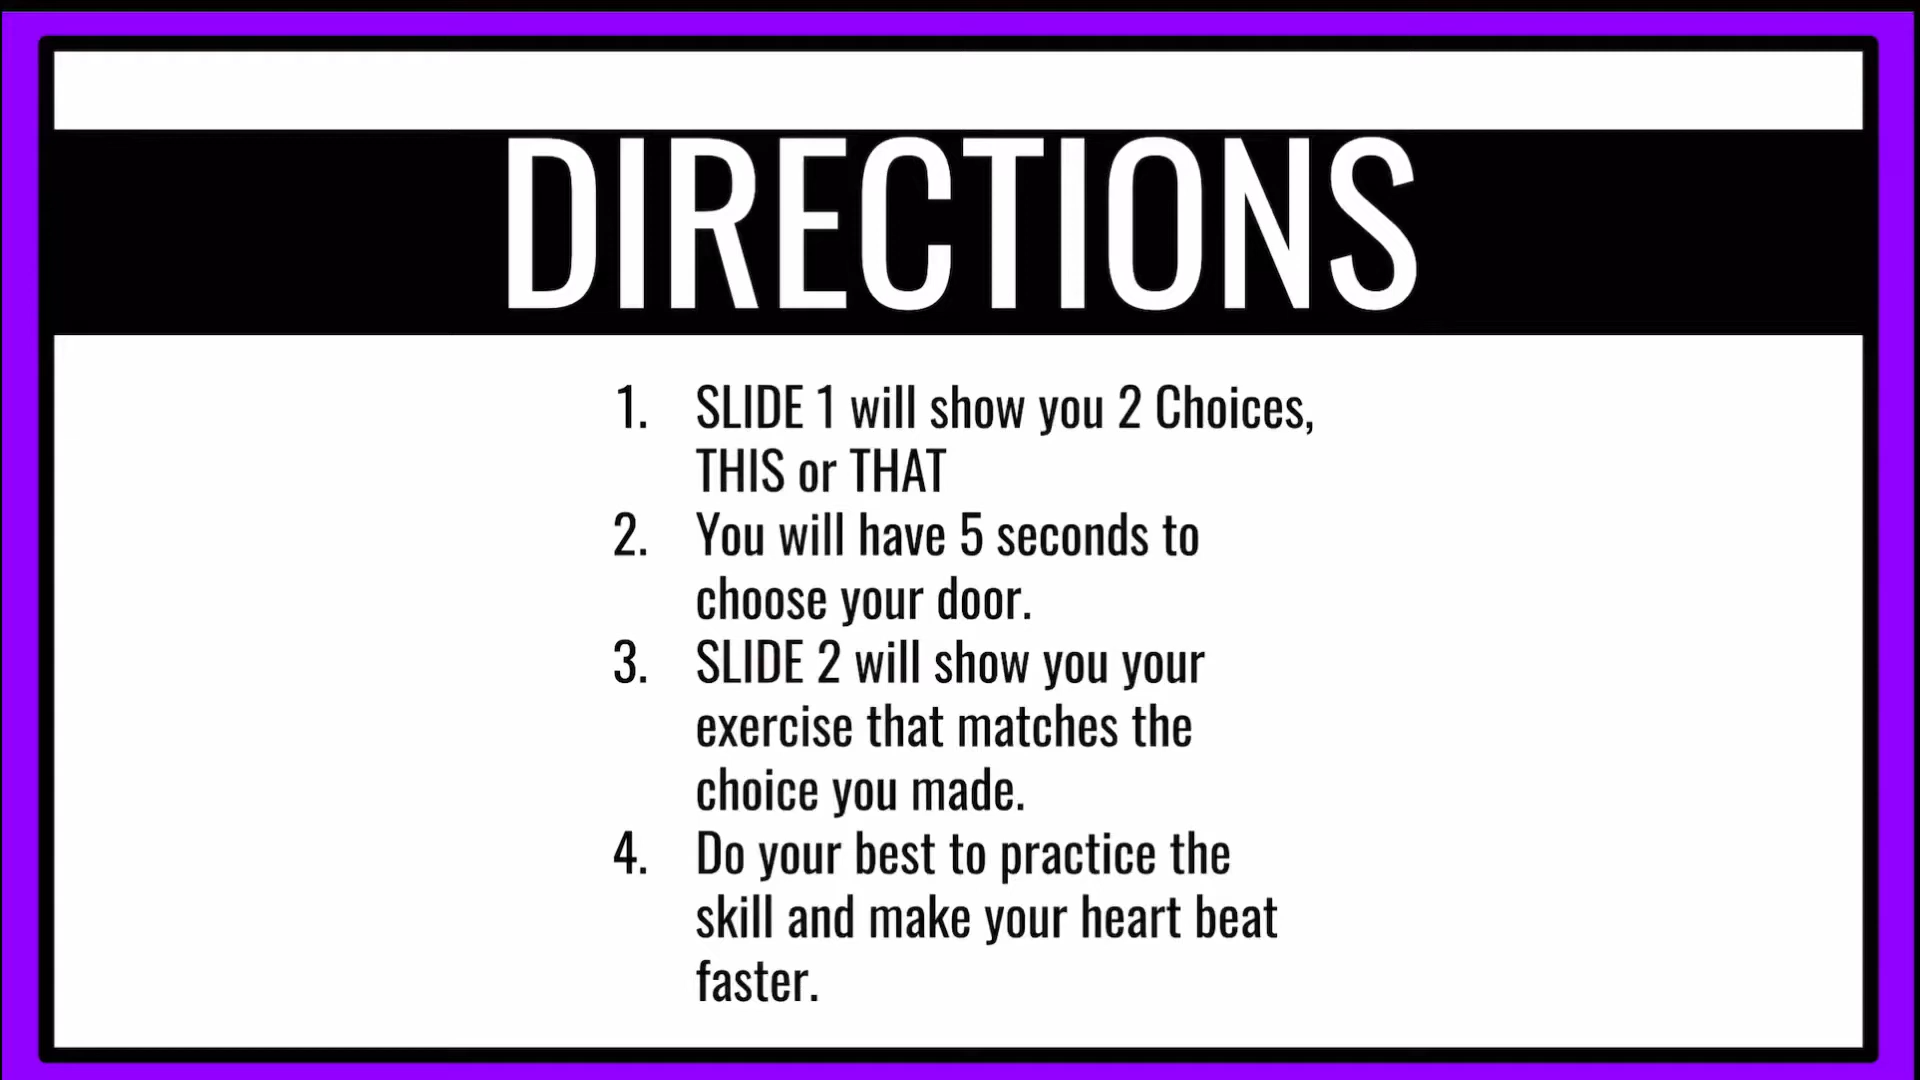 DIRECTIONS
1. SLIDE 1 will show you 2 Choices,
THIS or THAT
2. You will have 5 seconds to
choose your door.
3. SLIDE 2 will show you your
exercise that matches the
choice you made.
4. Do your best to practice the
skill and make your heart beat
faster.